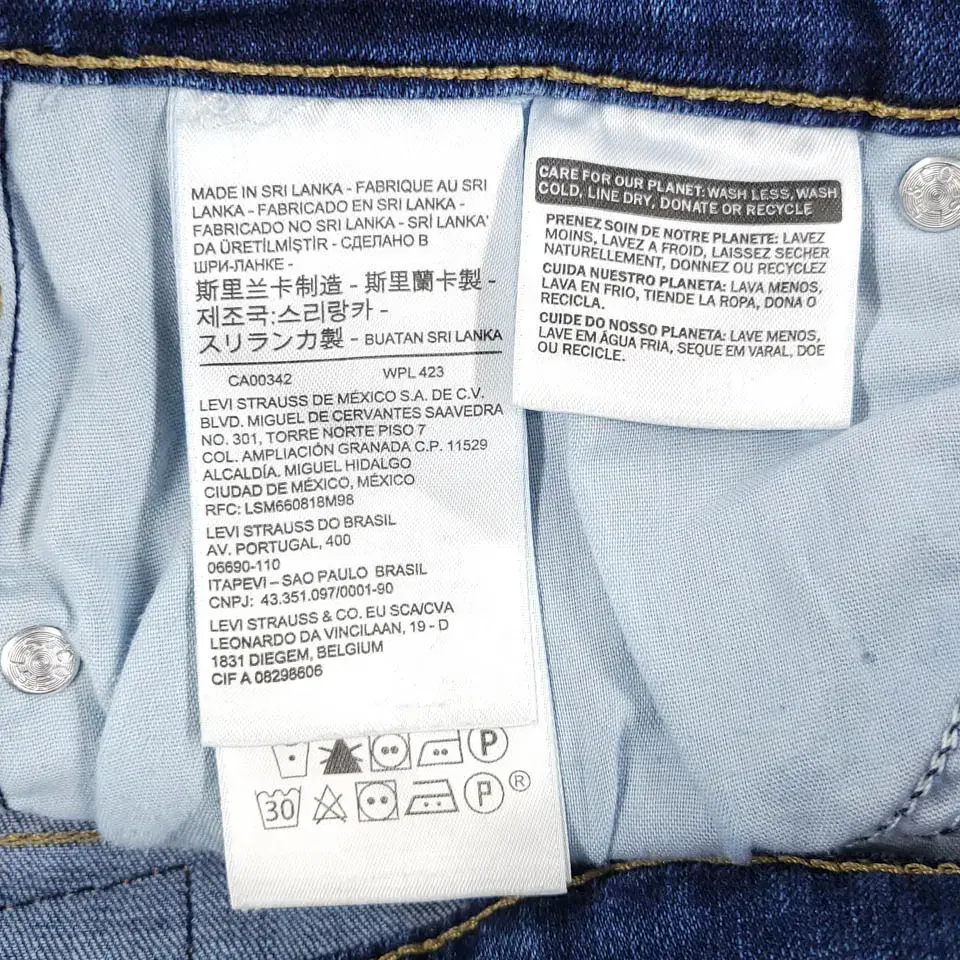 MADE IN SRI LANKA - FABRIQUE AU SRI
LANKA - FABRICADO EN SRI LANKA -
FABRICADO NO SRI LANKA - SRİ LANKA'
DA ÜRETİLMİŞTİR - СДЕЛАНО В
ШРИ-ЛАНКЕ -
斯里兰卡制造 - 斯里蘭卡製 -
제조국:스리랑카 -
スリランカ製 - BUATAN SRI LANKA
CA00342 WPL 423
LEVI STRAUSS DE MÉXICO S.A. DE C.V.
BLVD. MIGUEL DE CERVANTES SAAVEDRA
NO. 301, TORRE NORTE PISO 7
COL. AMPLIACIÓN GRANADA C.P. 11529
ALCALDÍA. MIGUEL HIDALGO
CIUDAD DE MÉXICO, MÉXICO
RFC: LSM660818M98
LEVI STRAUSS DO BRASIL
AV. PORTUGAL, 400
06690-110
ITAPEVI – SAO PAULO BRASIL
CNPJ: 43.351.097/0001-90
LEVI STRAUSS & CO. EU SCA/CVA
LEONARDO DA VINCILAAN, 19 - D
1831 DIEGEM, BELGIUM
CIF A 08298606
P
30 P ®
CARE FOR OUR PLANET: WASH LESS, WASH
COLD, LINE DRY, DONATE OR RECYCLE
PRENEZ SOIN DE NOTRE PLANETE: LAVEZ
MOINS, LAVEZ A FROID, LAISSEZ SECHER
NATURELLEMENT, DONNEZ OU RECYCLEZ
CUIDA NUESTRO PLANETA: LAVA MENOS,
LAVA EN FRIO, TIENDE LA ROPA, DONA O
RECICLA.
CUIDE DO NOSSO PLANETA: LAVE MENOS,
LAVE EM ÁGUA FRIA, SEQUE EM VARAL, DOE
OU RECICLE.